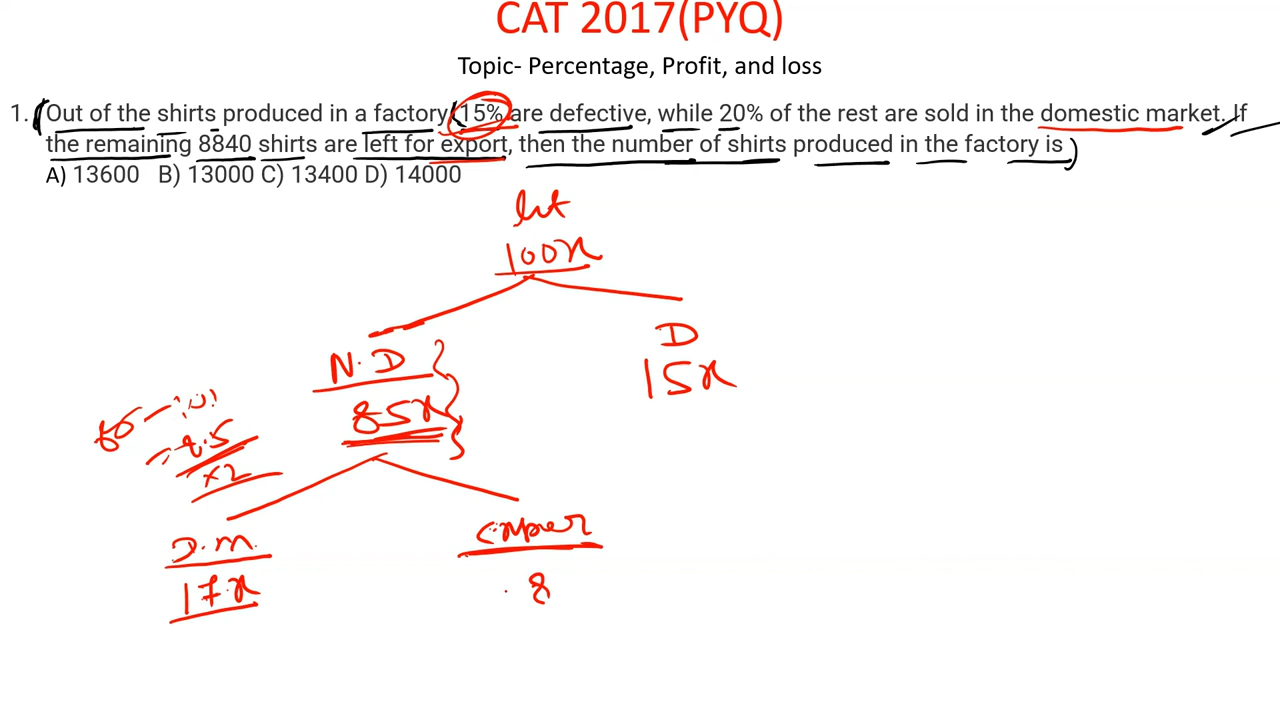 CAT 2017(PYQ)
Topic- Percentage, Profit, and loss
1. Out of the shirts produced in a factory, 15% are defective, while 20% of the rest are sold in the domestic market. If
the remaining 8840 shirts are left for export, then the number of shirts produced in the factory is
A) 13600 B) 13000 C) 13400 D) 14000
let
100x
N.D
D
85x
15x
8.5
x2
D.M.
17x
8